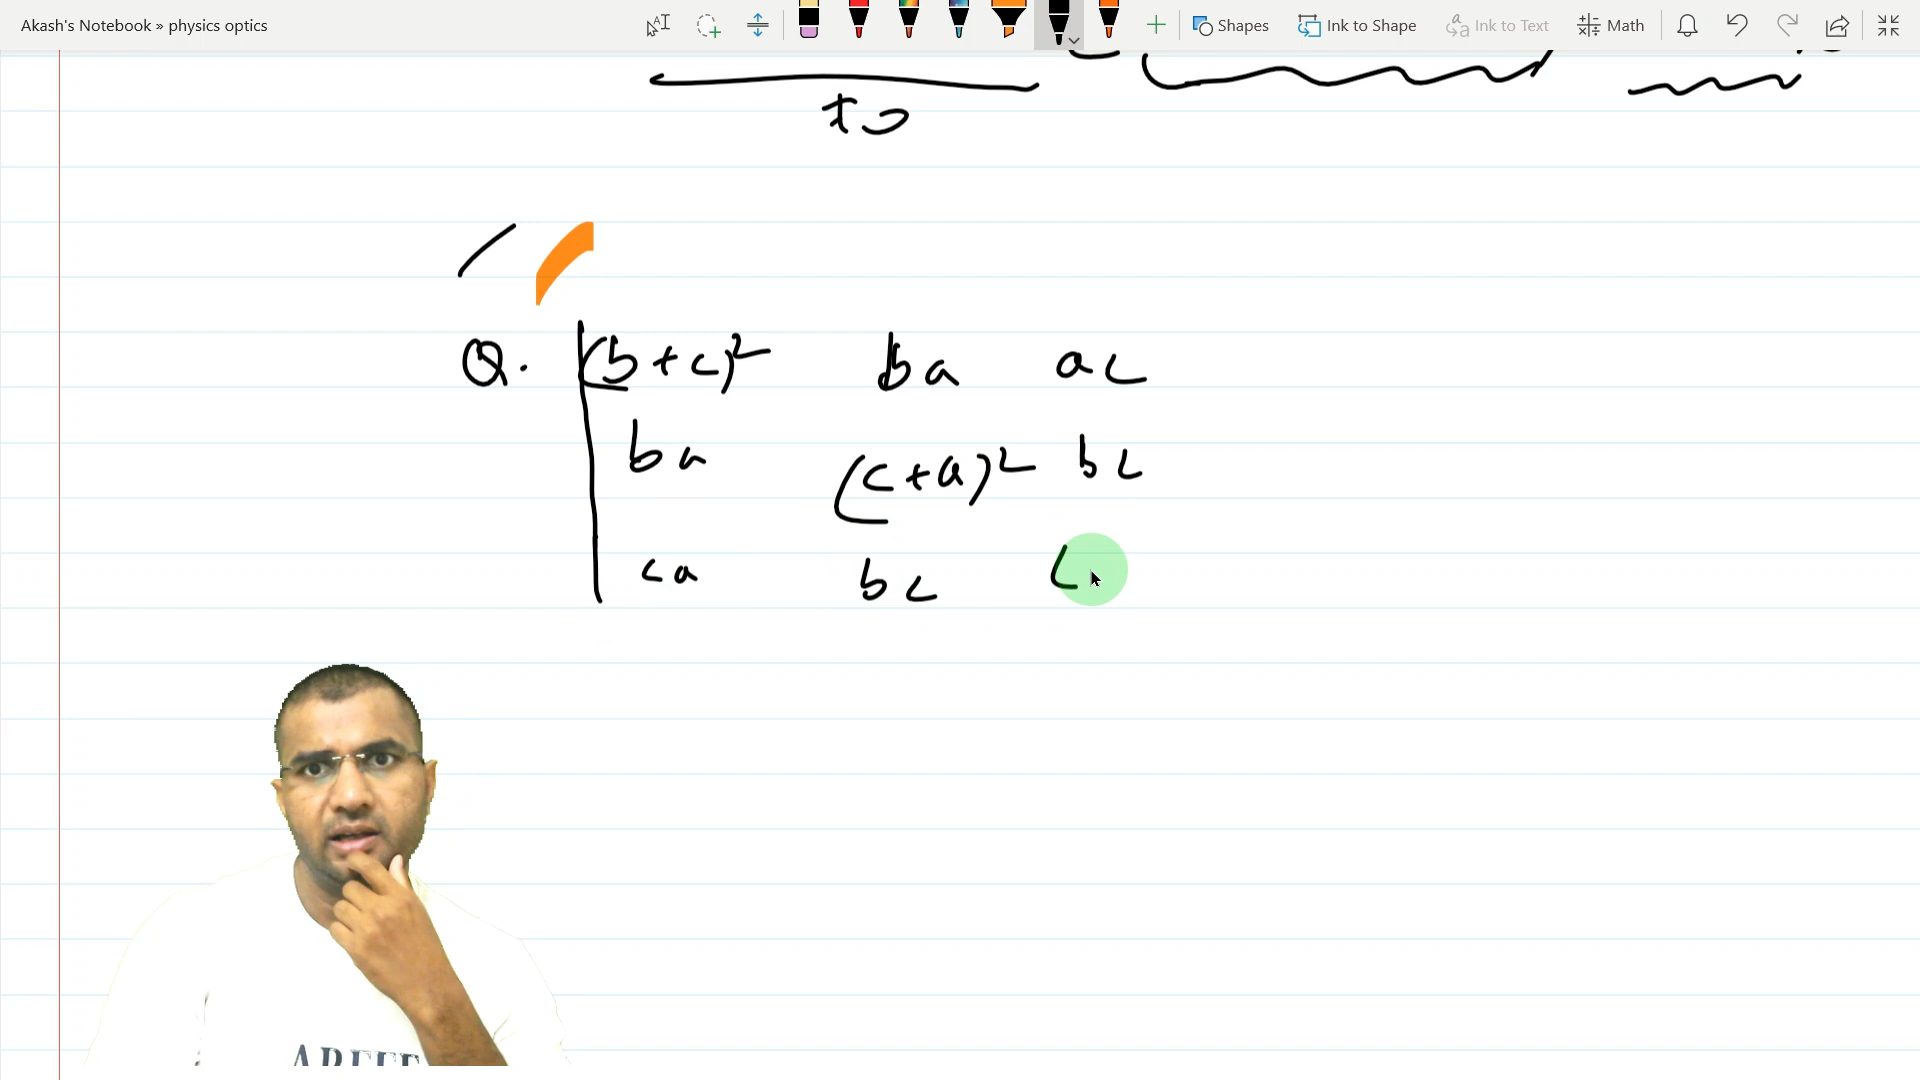 Akash's Notebook » physics optics
Shapes Ink to Shape Ink to Text Math
to
Q. (b+c)² ba ac
ba (c+a)² bc
ca bc (